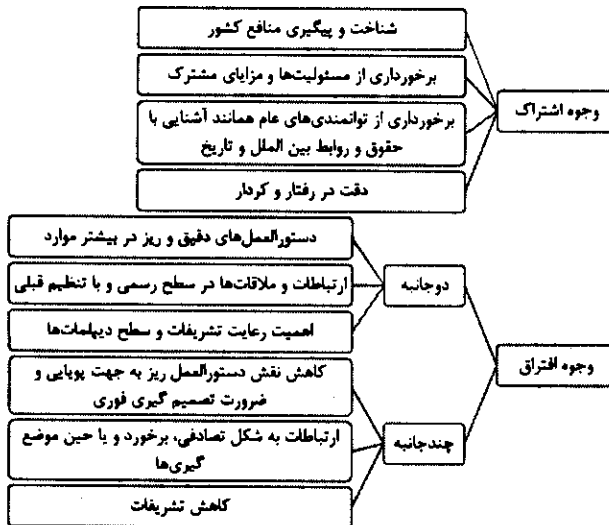 وجوه اشتراک
شناخت و پیگیری منافع کشور
برخورداری از مسئولیت‌ها و مزایای مشترک
برخورداری از توانمندی‌های عام همانند آشنایی با
حقوق و روابط بین الملل و تاریخ
دقت در رفتار و کردار
وجوه افتراق
دوجانبه
دستورالعمل‌های دقیق و ریز در بیشتر موارد
ارتباطات و ملاقات‌ها در سطح رسمی و با تنظیم قبلی
اهمیت رعایت تشریفات و سطح دیپلمات‌ها
چندجانبه
کاهش نقش دستورالعمل ریز به جهت پویایی و
ضرورت تصمیم گیری فوری
ارتباطات به شکل تصادفی، برخورد و یا حین موضع
گیری‌ها
کاهش تشریفات